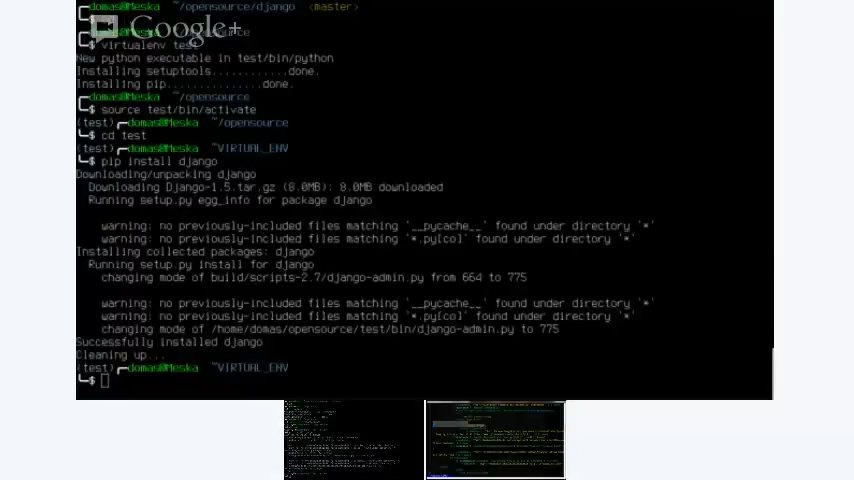 domas@Meska ~/opensource/django <master>
Google+
$ virtualenv test
New python executable in test/bin/python
Installing setuptools............done.
Installing pip...............done.
domas@Meska ~/opensource
$ source test/bin/activate
(test) domas@Meska ~/opensource
$ cd test
(test) domas@Meska ~VIRTUAL_ENV
$ pip install django
Downloading/unpacking django
Downloading Django-1.5.tar.gz (8.0MB): 8.0MB downloaded
Running setup.py egg_info for package django
warning: no previously-included files matching '__pycache__' found under directory '*'
warning: no previously-included files matching '*.py[co]' found under directory '*'
Installing collected packages: django
Running setup.py install for django
changing mode of build/scripts-2.7/django-admin.py from 664 to 775
warning: no previously-included files matching '__pycache__' found under directory '*'
warning: no previously-included files matching '*.py[co]' found under directory '*'
changing mode of /home/domas/opensource/test/bin/django-admin.py to 775
Successfully installed django
Cleaning up...
(test) domas@Meska ~VIRTUAL_ENV
$